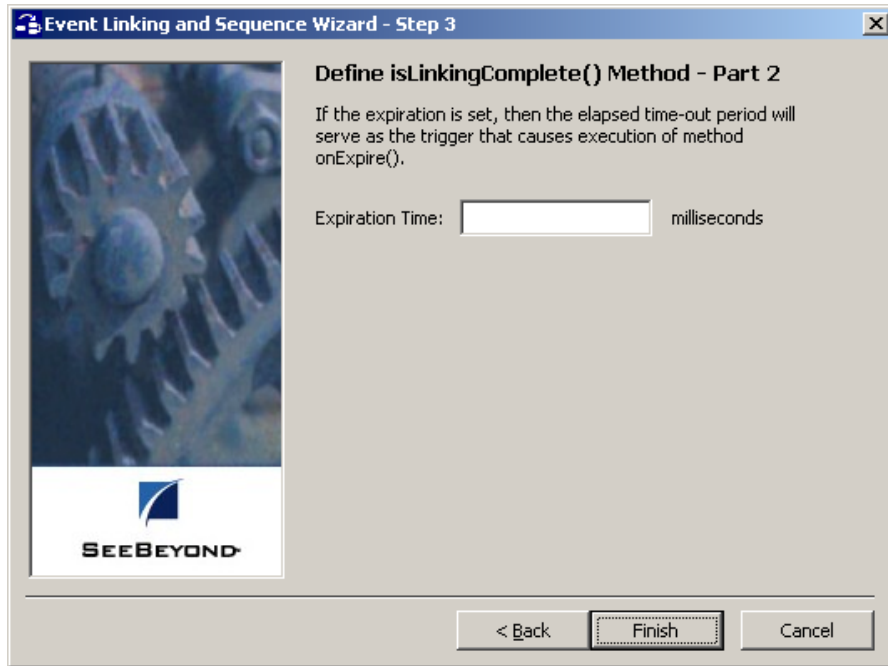 Event Linking and Sequence Wizard - Step 3
Define isLinkingComplete() Method - Part 2
If the expiration is set, then the elapsed time-out period will
serve as the trigger that causes execution of method
onExpire().
Expiration Time:
milliseconds
SEEBEYOND
< Back
Finish
Cancel